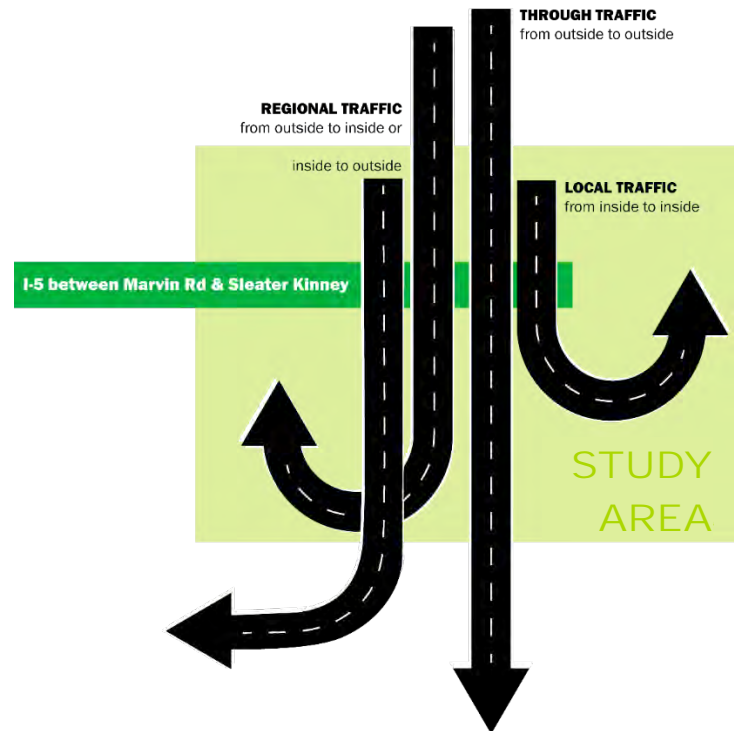 THROUGH TRAFFIC
from outside to outside
REGIONAL TRAFFIC
from outside to inside or
inside to outside
LOCAL TRAFFIC
from inside to inside
I-5 between Marvin Rd & Sleater Kinney
STUDY
AREA